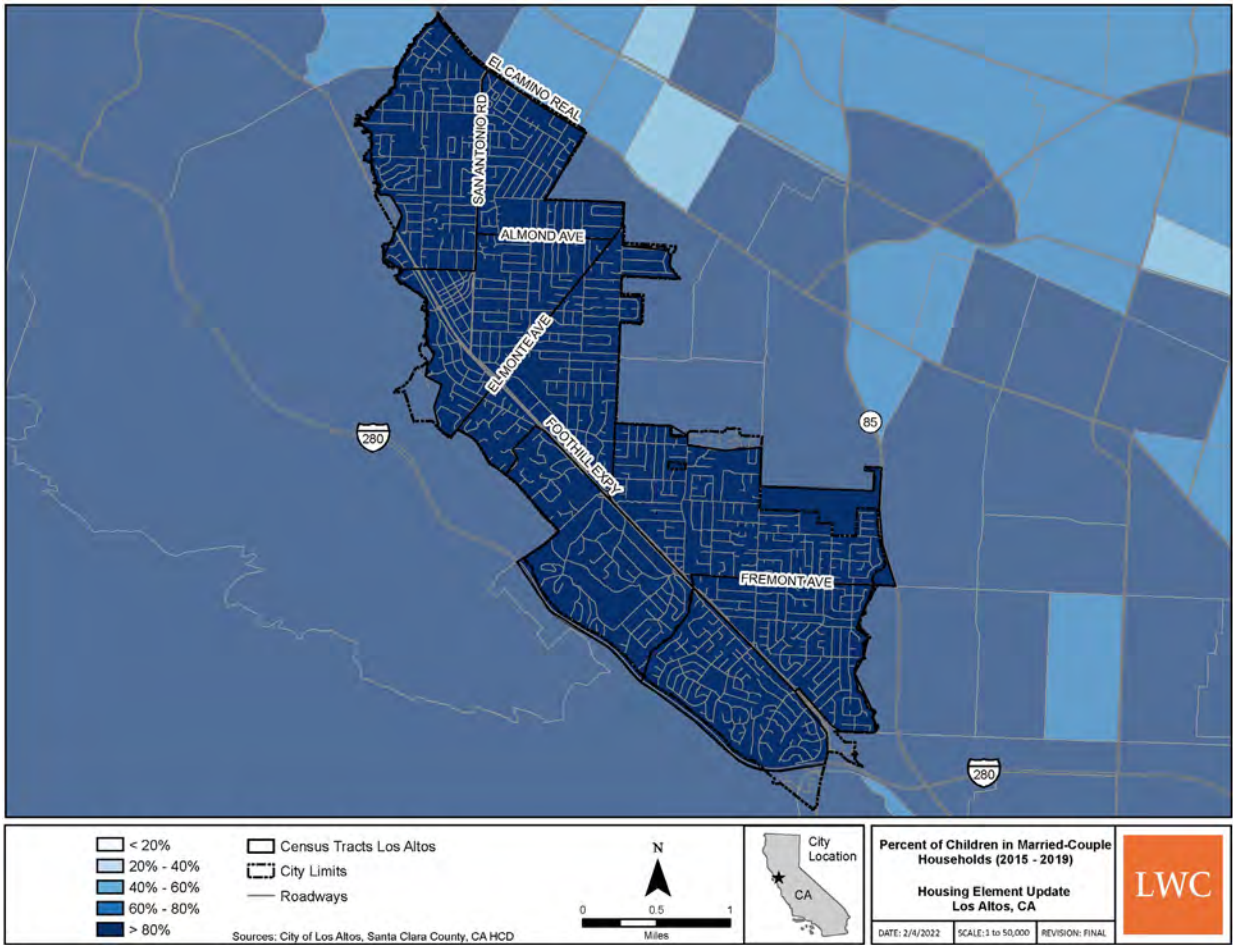 EL CAMINO REAL
SAN ANTONIO RD
ALMOND AVE
EL MONTE AVE
FOOTHILL EXPY
85
280
FREMONT AVE
280
< 20%
20% - 40%
40% - 60%
60% - 80%
> 80%
Census Tracts Los Altos
City Limits
Roadways
Sources: City of Los Altos, Santa Clara County, CA HCD
N
0 0.5 1
Miles
City
Location
CA
Percent of Children in Married-Couple
Households (2015 - 2019)
Housing Element Update
Los Altos, CA
DATE: 2/4/2022 SCALE:1 to 50,000 REVISION: FINAL
LWC